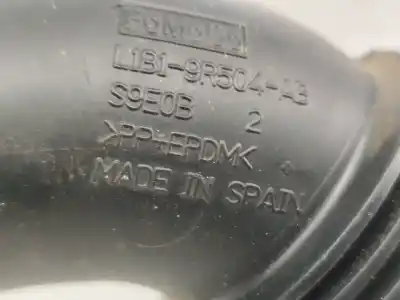 L1B1-9R504-A3
S9E0B 2
>PP+EPDM<
MADE IN SPAIN